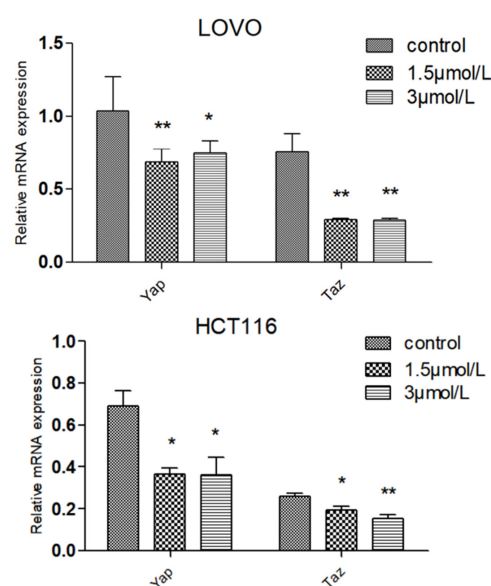 LOVO
Relative mRNA expression
1.5
1.0
0.5
0.0
control
1.5μmol/L
3μmol/L
**
*
**
**
Yap
Taz
HCT116
Relative mRNA expression
1.0
0.8
0.6
0.4
0.2
0.0
control
1.5μmol/L
3μmol/L
*
*
*
**
Yap
Taz